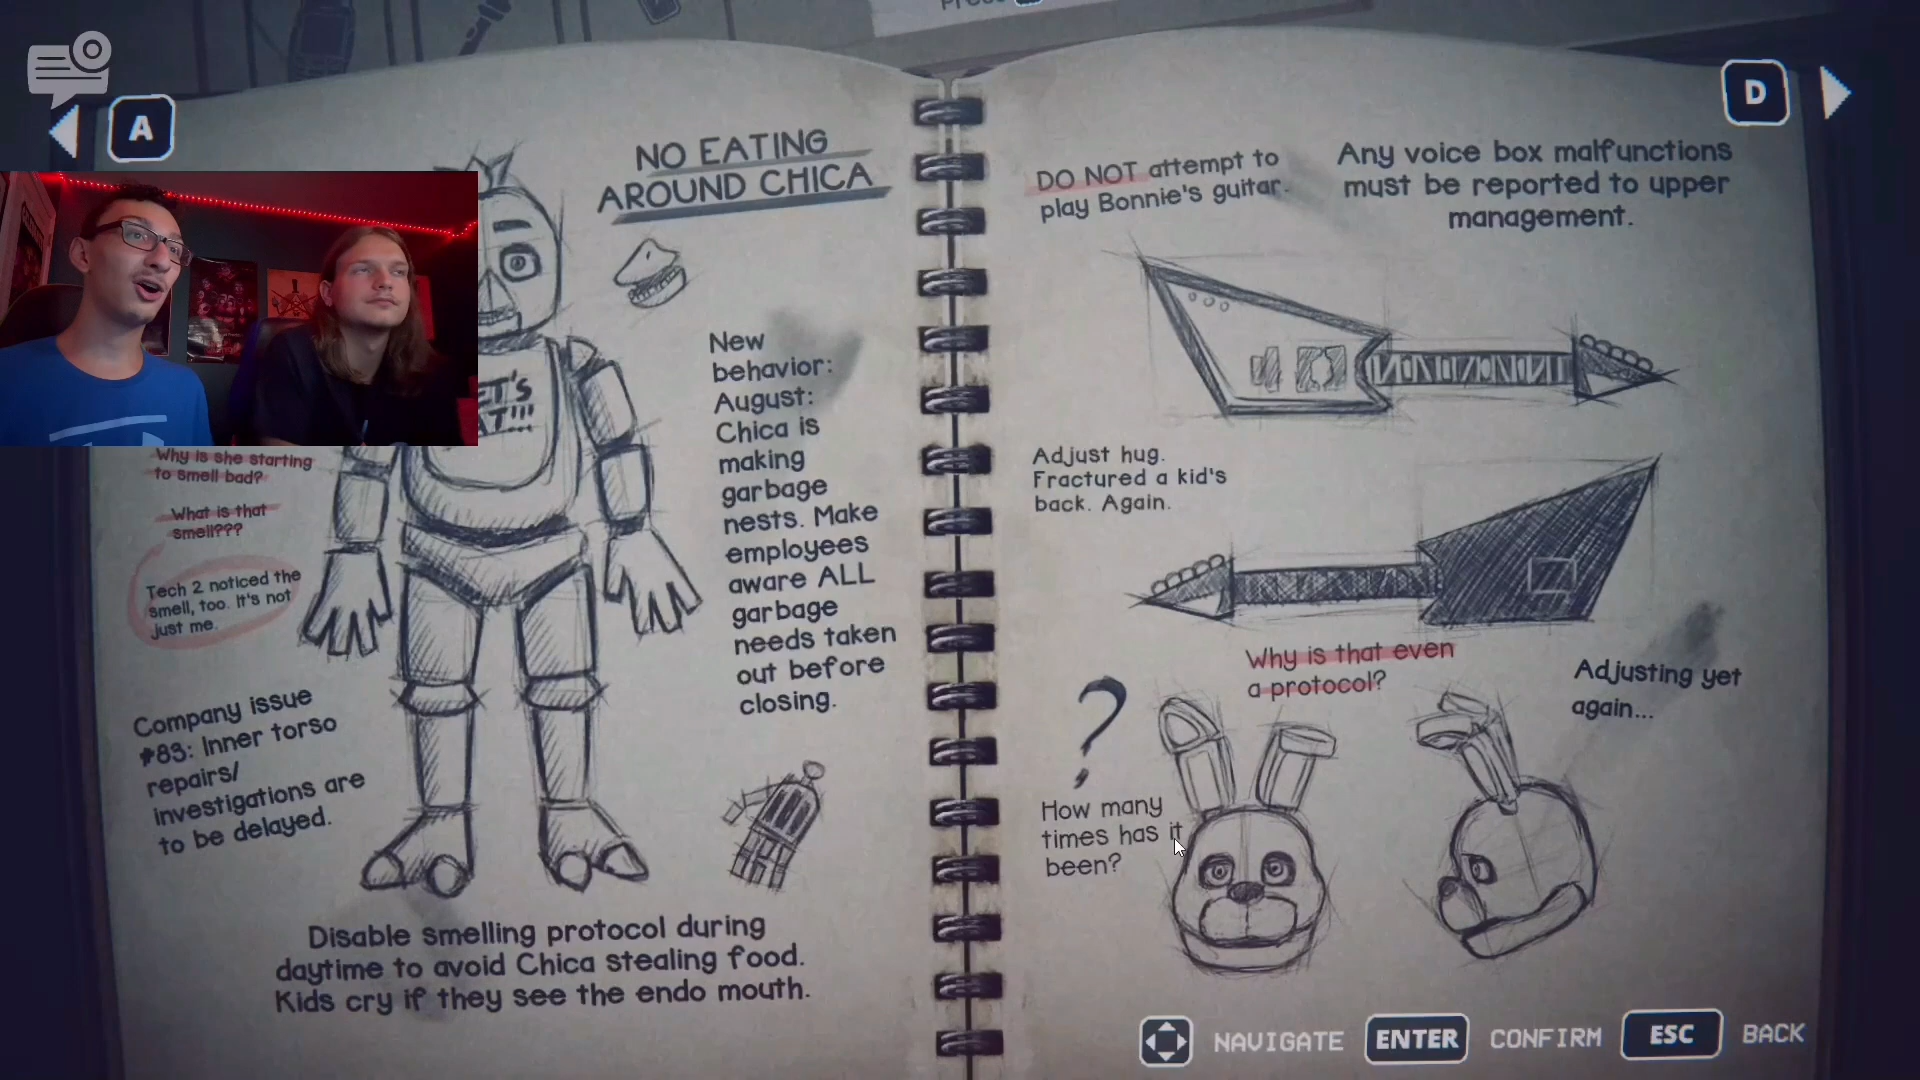 Press
A
D
NO EATING
AROUND CHICA
New
behavior:
August:
Chica is
making
garbage
nests. Make
employees
aware ALL
garbage
needs taken
out before
closing.
Why is she starting
to smell bad?
What is that
smell???
Tech 2 noticed the
smell, too. It's not
just me.
Company issue
#83: Inner torso
repairs/
investigations are
to be delayed.
Disable smelling protocol during
daytime to avoid Chica stealing food.
Kids cry if they see the endo mouth.
DO NOT attempt to
play Bonnie's guitar.
Any voice box malfunctions
must be reported to upper
management.
Adjust hug.
Fractured a kid's
back. Again.
Why is that even
a protocol?
Adjusting yet
again...
?
How many
times has it
been?
NAVIGATE ENTER CONFIRM ESC BACK